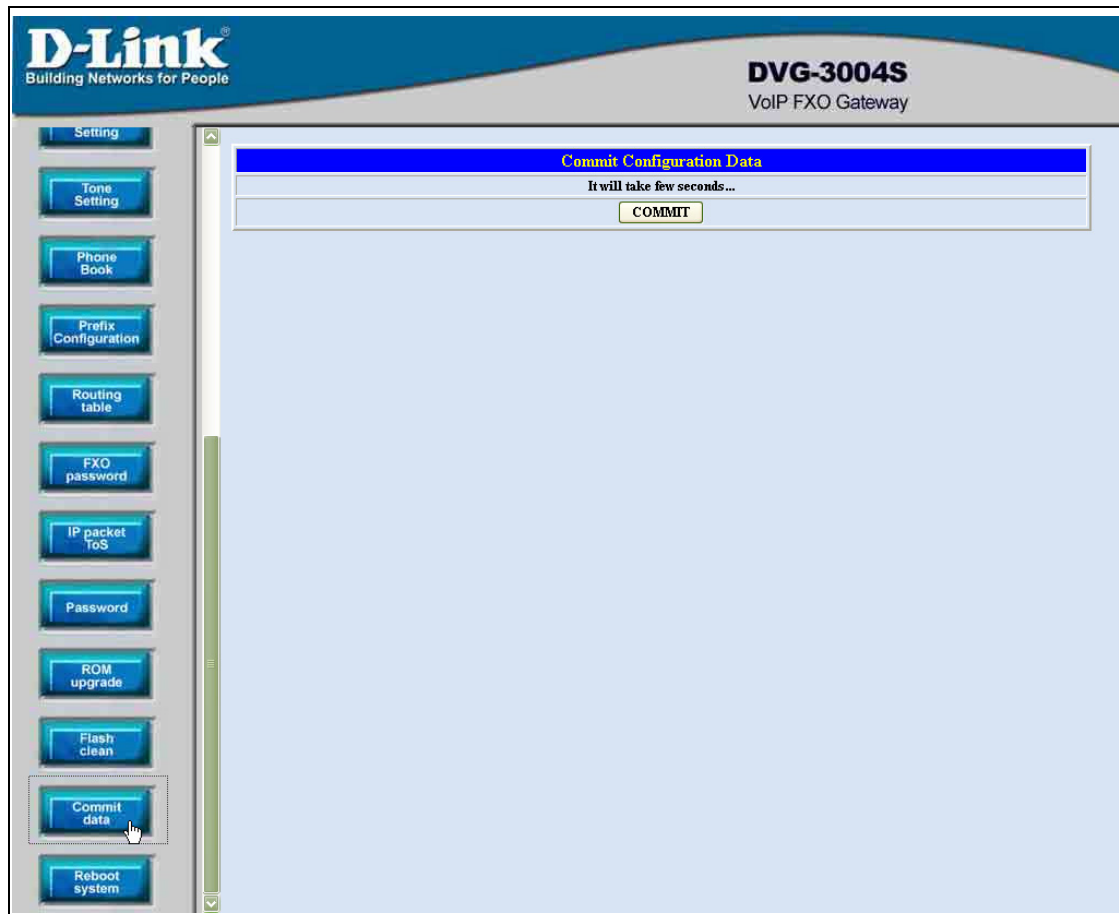 D-Link®
Building Networks for People
DVG-3004S
VoIP FXO Gateway
Setting
Tone
Setting
Phone
Book
Prefix
Configuration
Routing
table
FXO
password
IP packet
ToS
Password
ROM
upgrade
Flash
clean
Commit
data
Reboot
system
Commit Configuration Data
It will take few seconds...
COMMIT